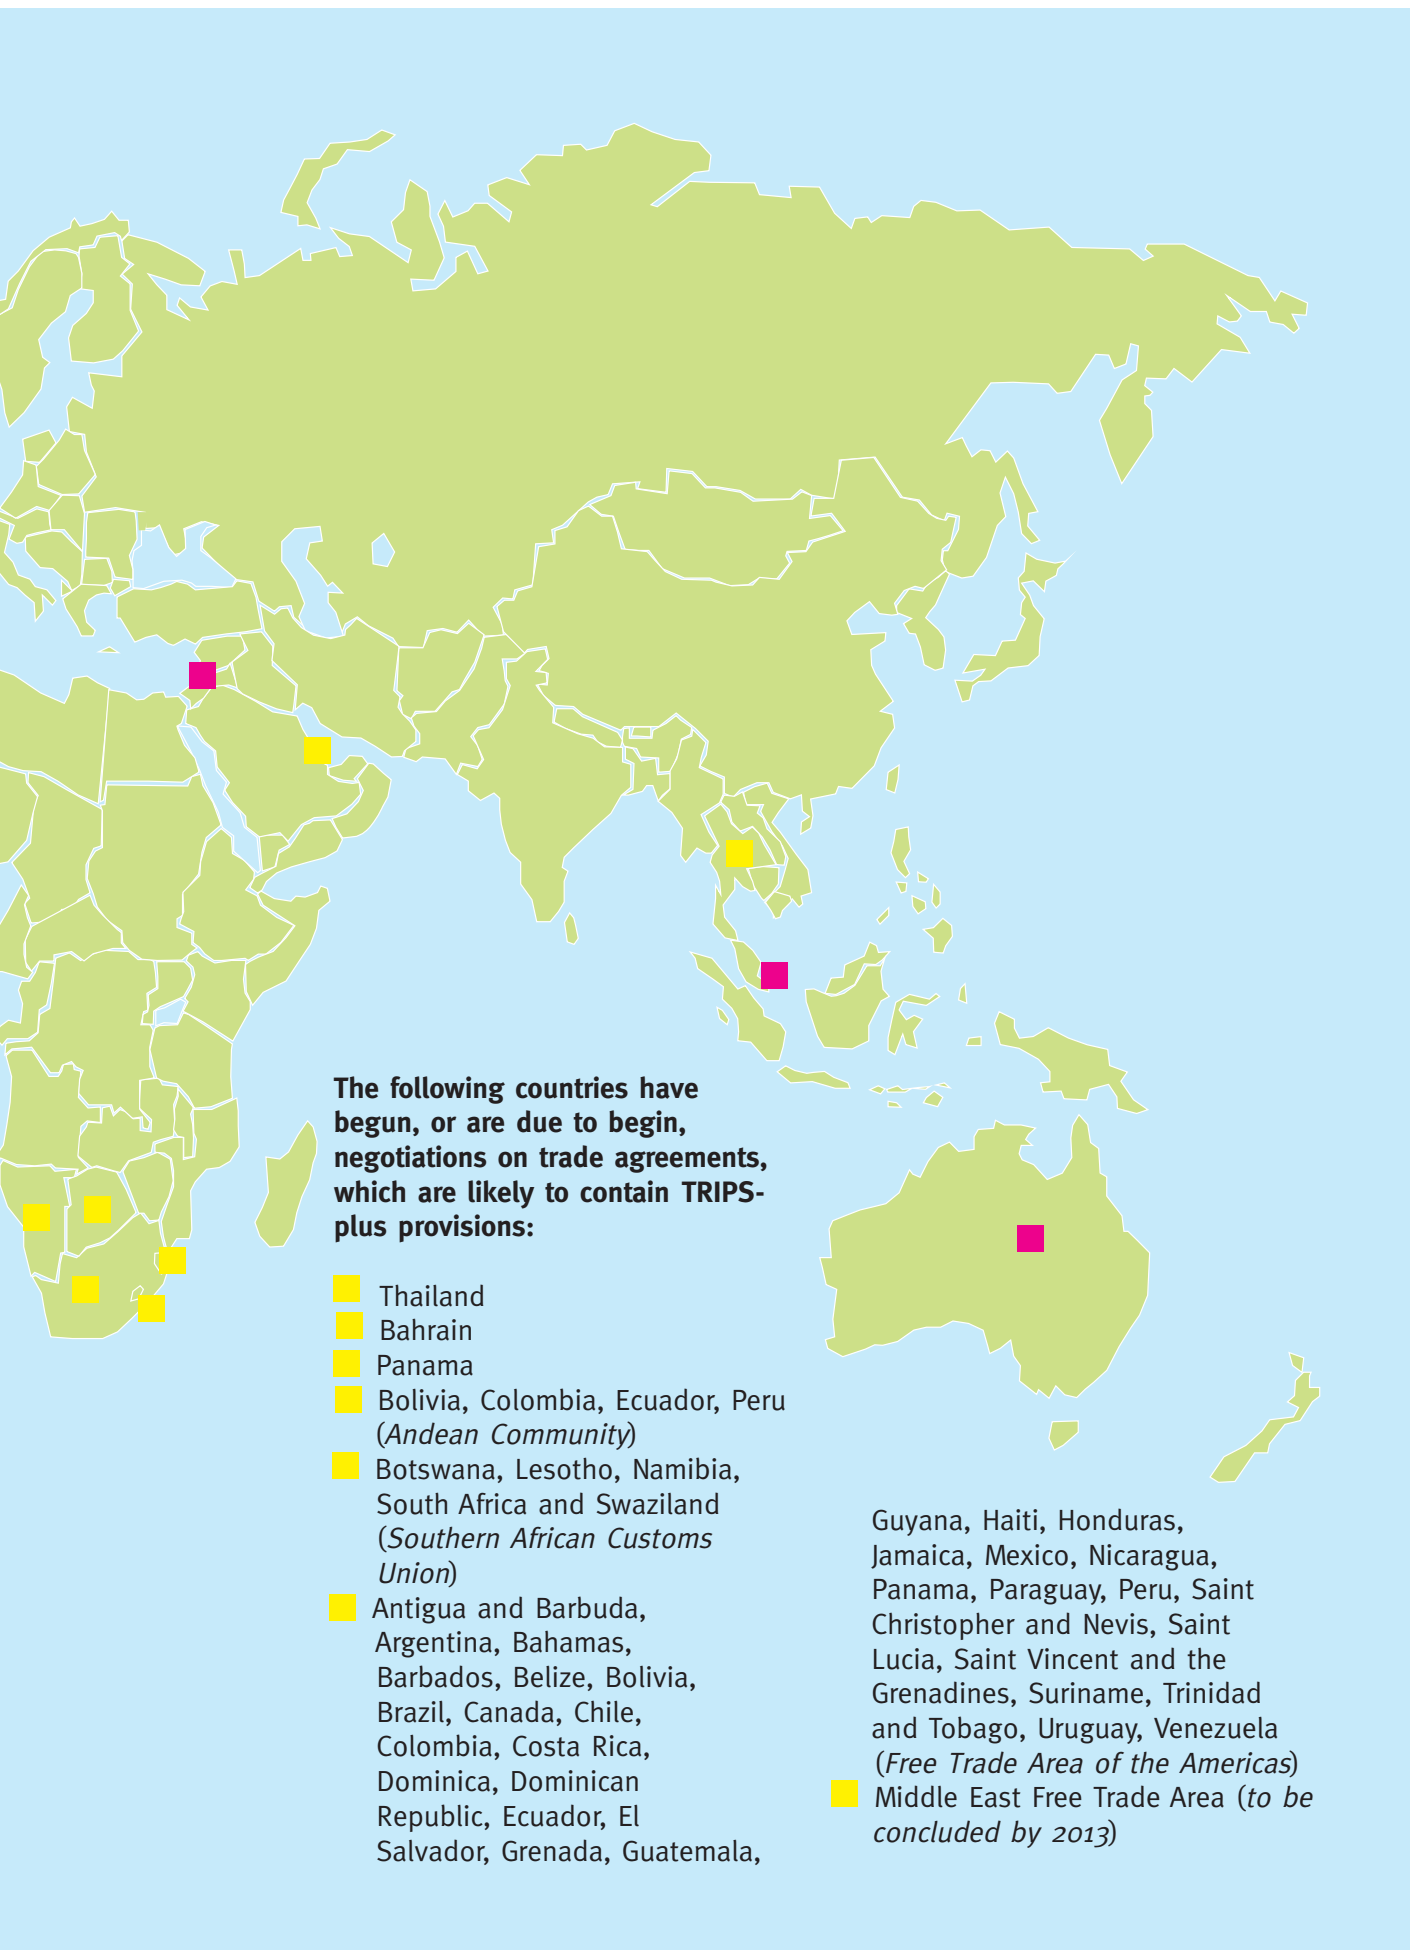 The following countries have
begun, or are due to begin,
negotiations on trade agreements,
which are likely to contain TRIPS-
plus provisions:
Thailand
Bahrain
Panama
Bolivia, Colombia, Ecuador, Peru
(Andean Community)
Botswana, Lesotho, Namibia,
South Africa and Swaziland
(Southern African Customs
Union)
Antigua and Barbuda,
Argentina, Bahamas,
Barbados, Belize, Bolivia,
Brazil, Canada, Chile,
Colombia, Costa Rica,
Dominica, Dominican
Republic, Ecuador, El
Salvador, Grenada, Guatemala,
Guyana, Haiti, Honduras,
Jamaica, Mexico, Nicaragua,
Panama, Paraguay, Peru, Saint
Christopher and Nevis, Saint
Lucia, Saint Vincent and the
Grenadines, Suriname, Trinidad
and Tobago, Uruguay, Venezuela
(Free Trade Area of the Americas)
Middle East Free Trade Area (to be
concluded by 2013)